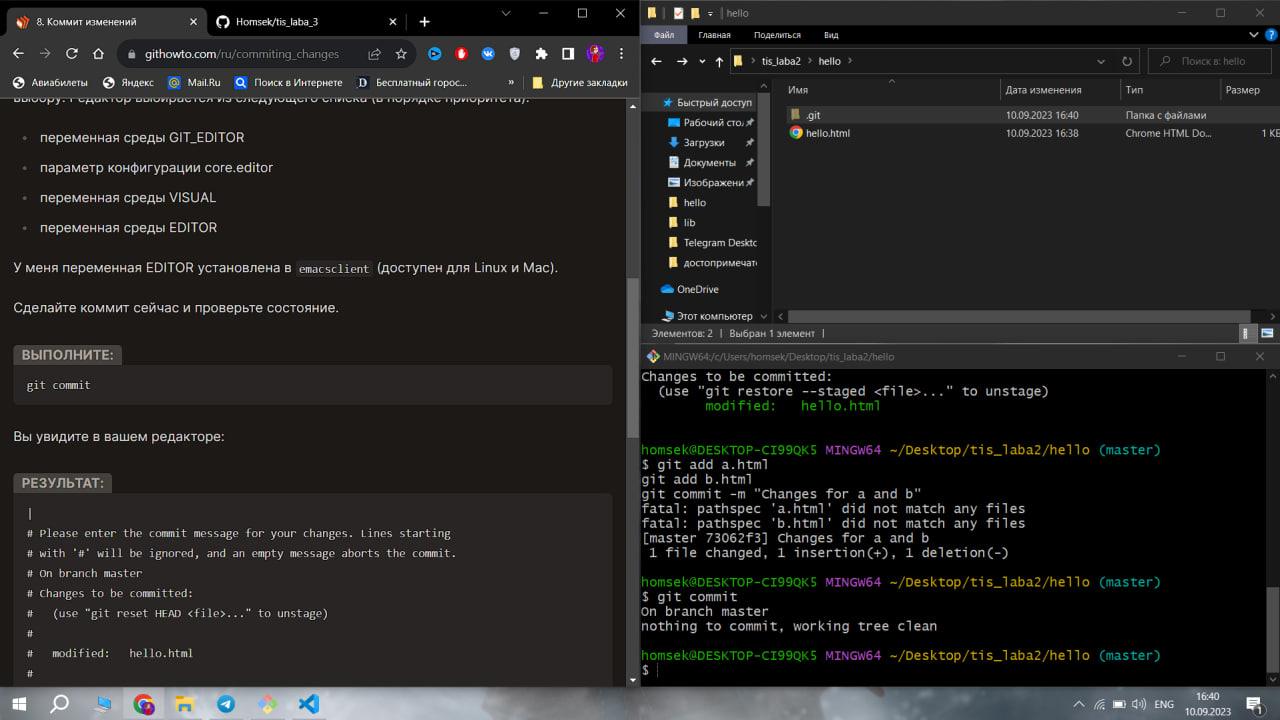 8. Коммит изменений
Homsek/tis_laba_3
githowto.com/ru/commiting_changes
Авиабилеты
Яндекс
Mail.Ru
Поиск в Интернете
Бесплатный горос...
»
Другие закладки
выбору. Редактор выбирается из следующего списка (в порядке приоритета):
переменная среды GIT_EDITOR
параметр конфигурации core.editor
переменная среды VISUAL
переменная среды EDITOR
У меня переменная EDITOR установлена в emacsclient (доступен для Linux и Mac).
Сделайте коммит сейчас и проверьте состояние.
ВЫПОЛНИТЕ:
git commit
Вы увидите в вашем редакторе:
РЕЗУЛЬТАТ:
|
# Please enter the commit message for your changes. Lines starting
# with '#' will be ignored, and an empty message aborts the commit.
# On branch master
# Changes to be committed:
#   (use "git reset HEAD <file>..." to unstage)
#
#   modified:   hello.html
#
hello
Файл
Главная
Поделиться
Вид
tis_laba2 > hello >
Поиск в: hello
Имя
Дата изменения
Тип
Размер
.git 10.09.2023 16:40 Папка с файлами
hello.html 10.09.2023 16:38 Chrome HTML Do... 1 КБ
Быстрый доступ
Рабочий сто
Загрузки
Документы
Изображени
hello
lib
Telegram Deskto
достопримечат
OneDrive
Этот компьютер
Элементов: 2 | Выбран 1 элемент |
MINGW64:/c/Users/homsek/Desktop/tis_laba2/hello
Changes to be committed:
  (use "git restore --staged <file>..." to unstage)
        modified:   hello.html
homsek@DESKTOP-CI99QK5 MINGW64 ~/Desktop/tis_laba2/hello (master)
$ git add a.html
git add b.html
git commit -m "Changes for a and b"
fatal: pathspec 'a.html' did not match any files
fatal: pathspec 'b.html' did not match any files
[master 73062f3] Changes for a and b
 1 file changed, 1 insertion(+), 1 deletion(-)
homsek@DESKTOP-CI99QK5 MINGW64 ~/Desktop/tis_laba2/hello (master)
$ git commit
On branch master
nothing to commit, working tree clean
homsek@DESKTOP-CI99QK5 MINGW64 ~/Desktop/tis_laba2/hello (master)
$
ENG
16:40
10.09.2023
1